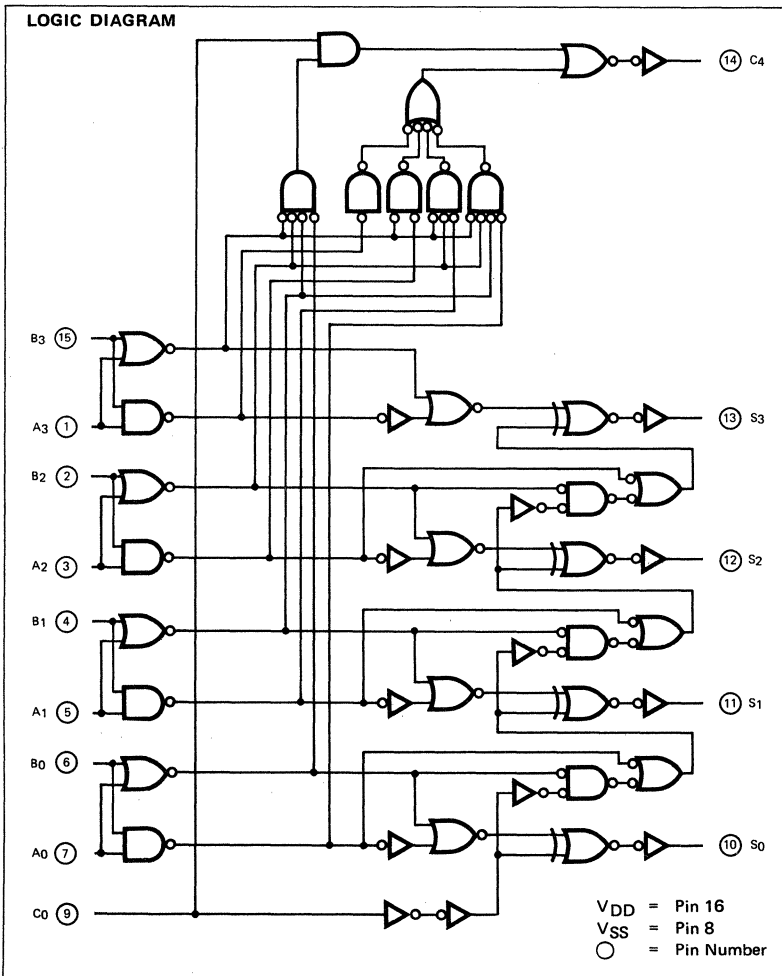 LOGIC DIAGRAM
14 C4
B3 15
A3 1
13 S3
B2 2
A2 3
12 S2
B1 4
A1 5
11 S1
B0 6
A0 7
10 S0
C0 9
VDD = Pin 16
VSS = Pin 8
= Pin Number